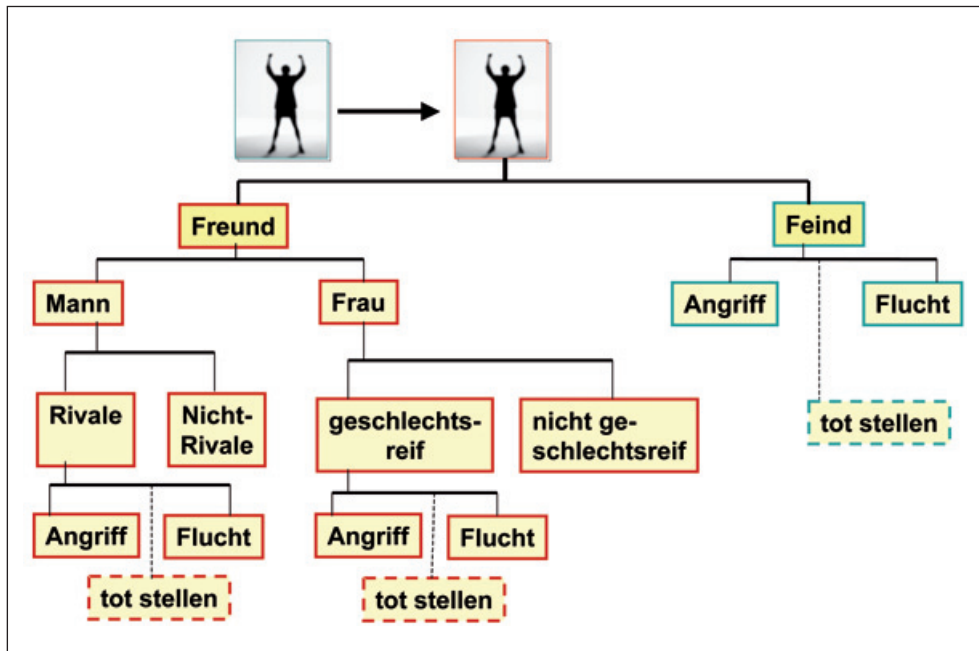 Freund
Feind
Mann
Frau
Angriff
Flucht
Rivale
Nicht-
Rivale
geschlechts-
reif
nicht ge-
schlechtsreif
tot stellen
Angriff
Flucht
Angriff
Flucht
tot stellen
tot stellen